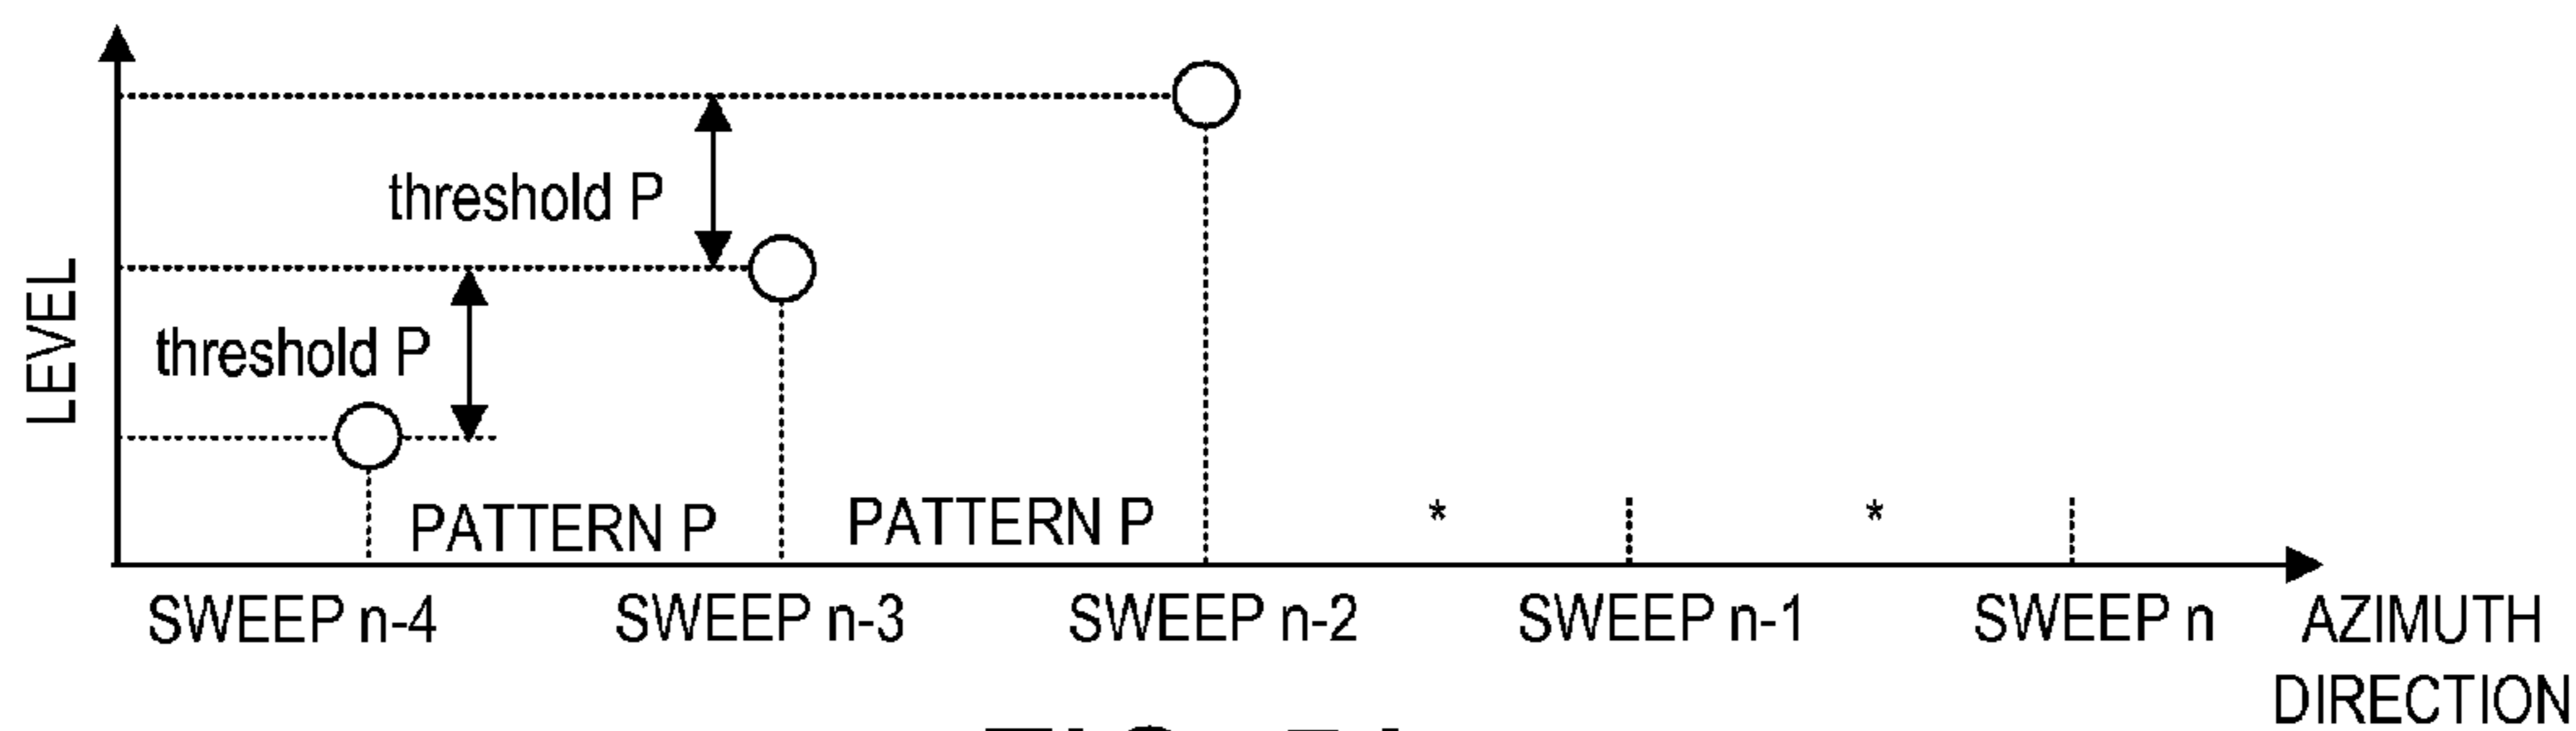 threshold P
LEVEL
threshold P
PATTERN P
PATTERN P
*
*
SWEEP n-4
SWEEP n-3
SWEEP n-2
SWEEP n-1
SWEEP n
AZIMUTH
DIRECTION